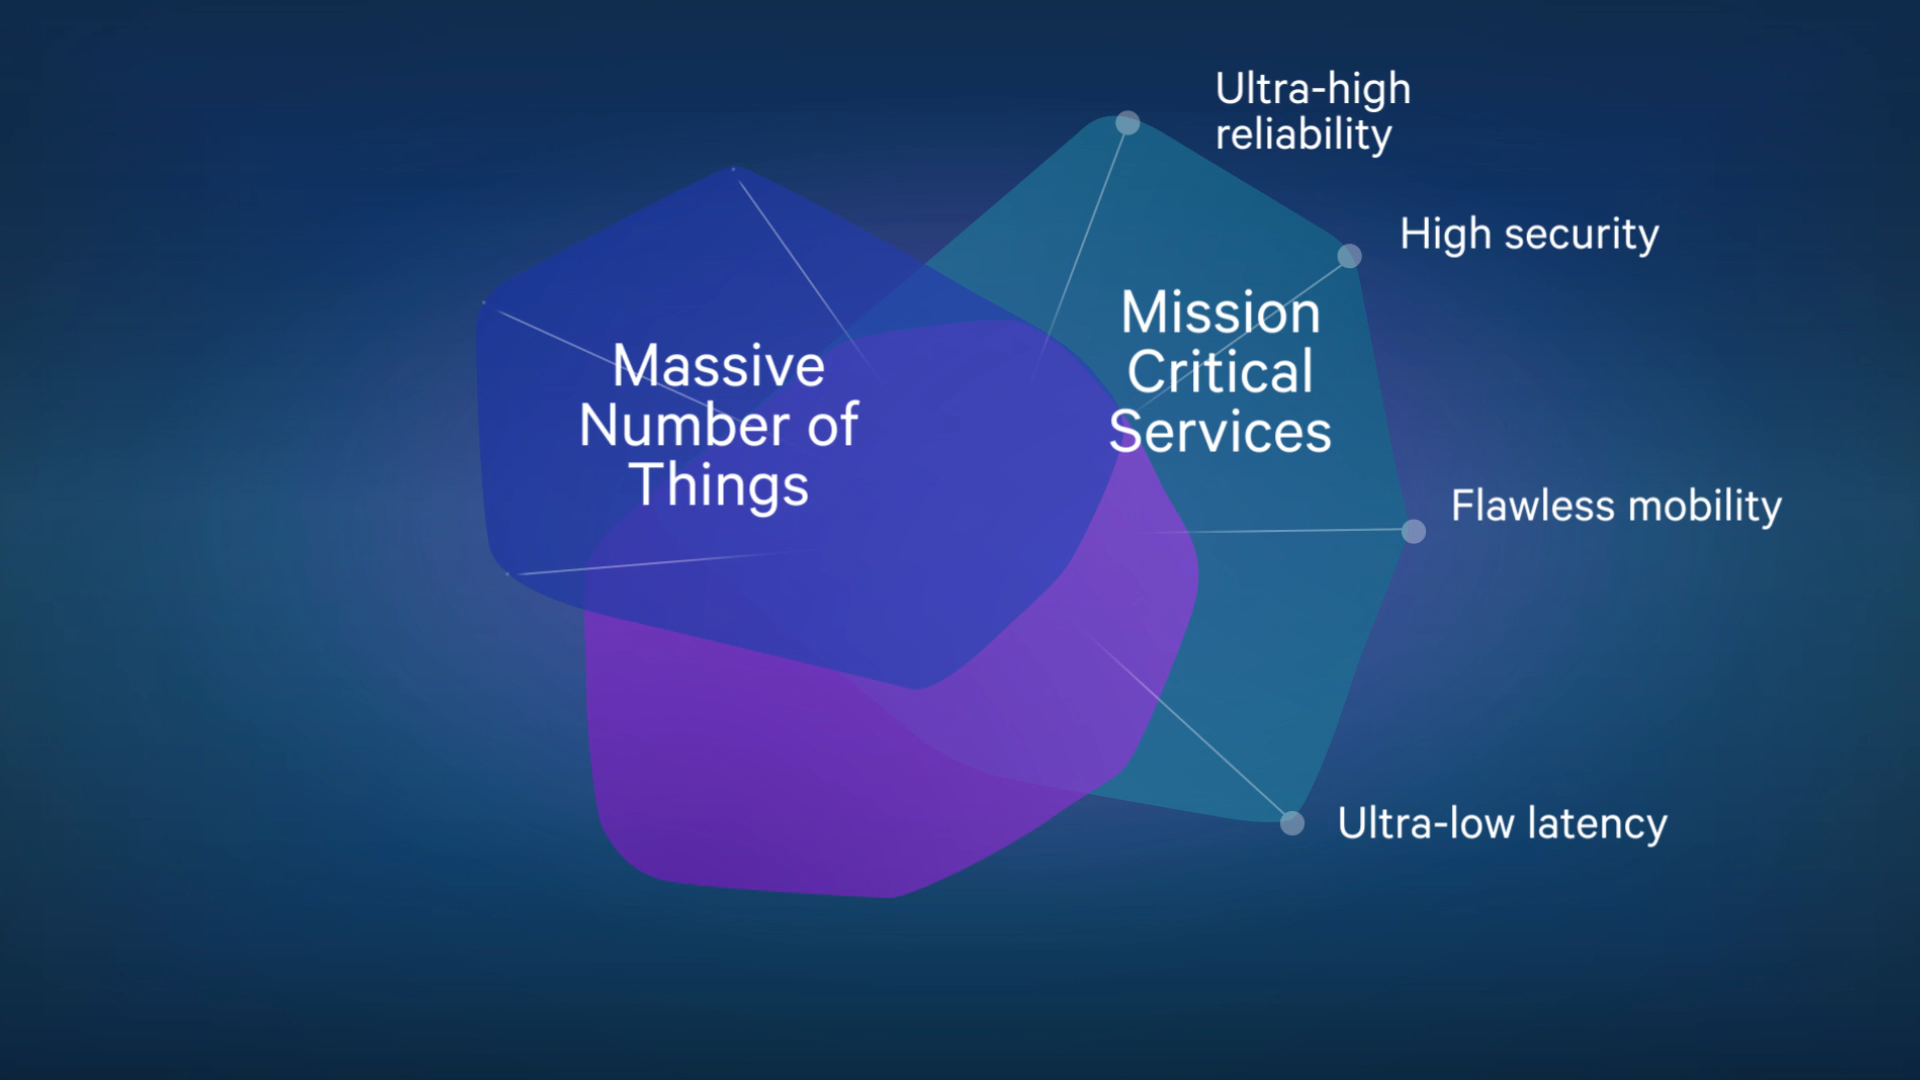 Ultra-high
reliability
High security
Mission
Critical
Services
Massive
Number of
Things
Flawless mobility
Ultra-low latency